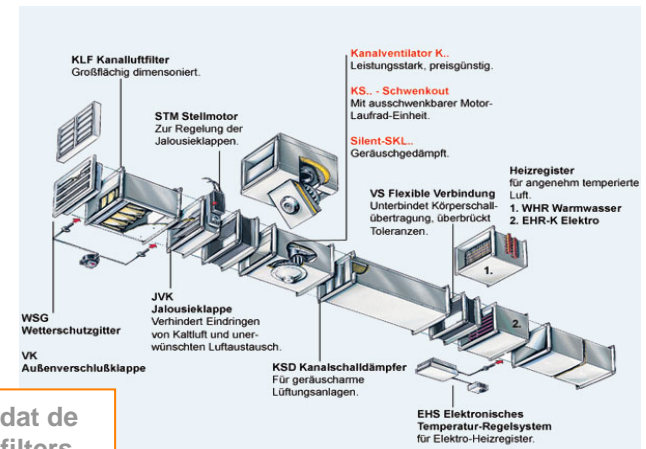 KLF Kanalluftfilter
Großflächig dimensoniert.
STM Stellmotor
Zur Regelung der
Jalousieklappen.
Kanalventilator K..
Leistungsstark, preisgünstig.
KS.. - Schwenkout
Mit ausschwenkbarer Motor-
Laufrad-Einheit.
Silent-SKL..
Geräuschgedämpft.
VS Flexible Verbindung
Unterbindet Körperschall-
übertragung, überbrückt
Toleranzen.
Heizregister
für angenehm temperierte
Luft.
1. WHR Warmwasser
2. EHR-K Elektro
1.
2.
WSG
Wetterschutzgitter
VK
Außenverschlußklappe
JVK
Jalousieklappe
Verhindert Eindringen
von Kaltluft und uner-
wünschten Luftaustausch.
KSD Kanalschalldämpfer
Für geräuscharme
Lüftungsanlagen.
EHS Elektronisches
Temperatur-Regelsystem
für Elektro-Heizregister.
dat de
filters